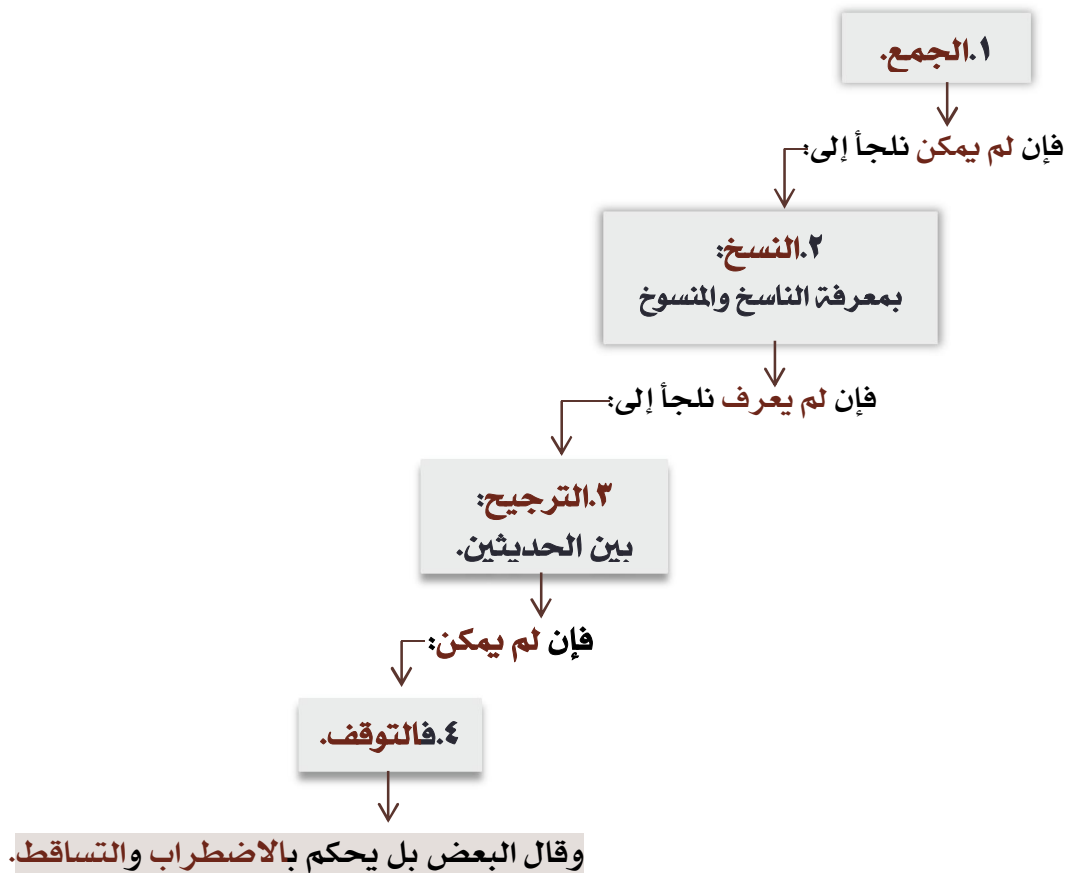 ١.الجمع.
فإن لم يمكن نلجأ إلى:
٢.النسخ:
بمعرفة الناسخ والمنسوخ
فإن لم يعرف نلجأ إلى:
٣.الترجيح:
بين الحديثين.
فإن لم يمكن:
٤.فالتوقف.
وقال البعض بل يحكم بالاضطراب والتساقط.